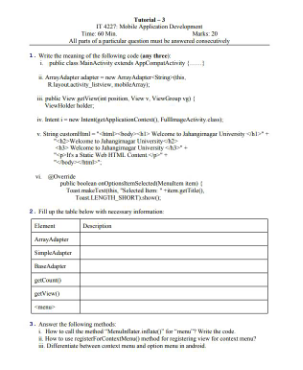 Tutorial – 3
IT 4227: Mobile Application Development
Time: 60 Min. Marks: 20
All parts of a particular question must be answered consecutively
1. Write the meaning of the following code (any three):
i. public class MainActivity extends AppCompatActivity {……}
ii. ArrayAdapter adapter = new ArrayAdapter<String>(this,
R.layout.activity_listview, mobileArray);
iii. public View getView(int position, View v, ViewGroup vg) {
ViewHolder holder;
iv. Intent i = new Intent(getApplicationContext(), FullImageActivity.class);
v. String customHtml = "<html><body><h1> Welcome to Jahangirnagar University </h1>" +
"<h2>Welcome to Jahangirnagar
<h3> Welcome to Jahangirnagar University </h3>" +
"<p>It's a Static Web HTML Content </p>" +
"</body></html>";
vi. @Override
public boolean onOptionsItemSelected(MenuItem item) {
Toast.makeText(this, "Selected Item: " +item.getTitle(),
Toast.LENGTH_SHORT).show();
2. Fill up the table below with necessary information:
Element Description
ArrayAdapter
SimpleAdapter
BaseAdapter
getCount()
getView()
<menu>
3. Answer the following methods:
i. How to call the method "MenuInflater.inflate()" for "menu"? Write the code.
ii. How to use registerForContextMenu() method for registering view for context menu?
iii. Differentiate between context menu and option menu in android.